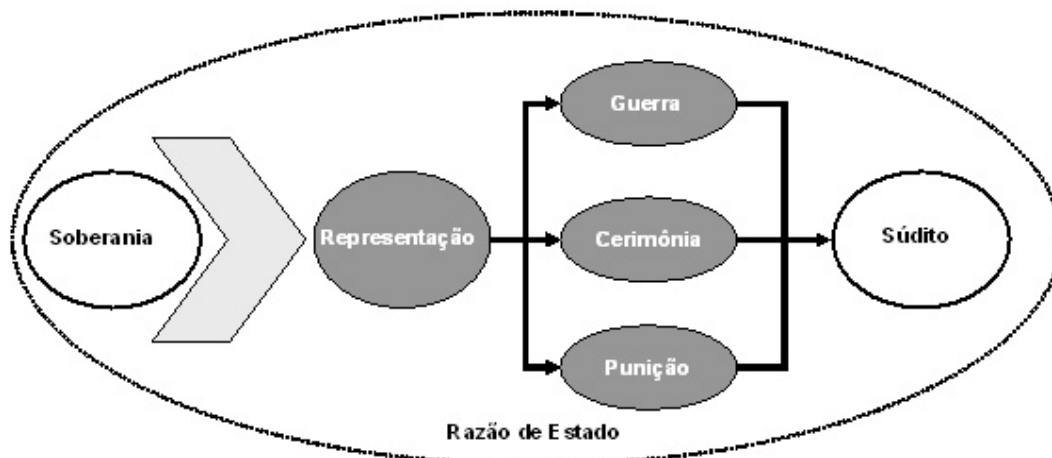 Soberania
Representação
Guerra
Cerimônia
Punição
Súdito
Razão de Estado